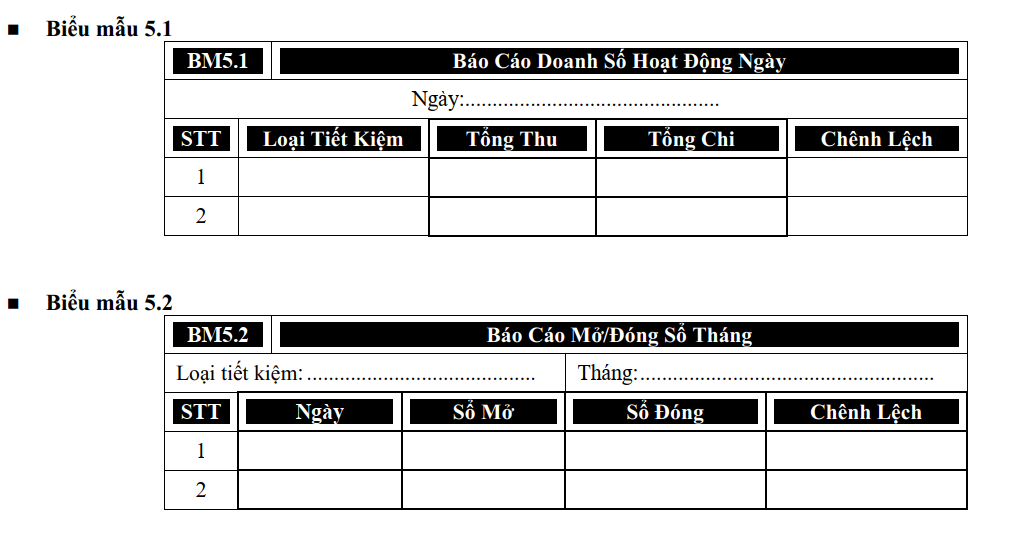 ▪ Biểu mẫu 5.1
BM5.1 Báo Cáo Doanh Số Hoạt Động Ngày
Ngày:...............................................
STT Loại Tiết Kiệm Tổng Thu Tổng Chi Chênh Lệch
1
2
▪ Biểu mẫu 5.2
BM5.2 Báo Cáo Mở/Đóng Sổ Tháng
Loại tiết kiệm:.......................................... Tháng:......................................................
STT Ngày Sổ Mở Sổ Đóng Chênh Lệch
1
2